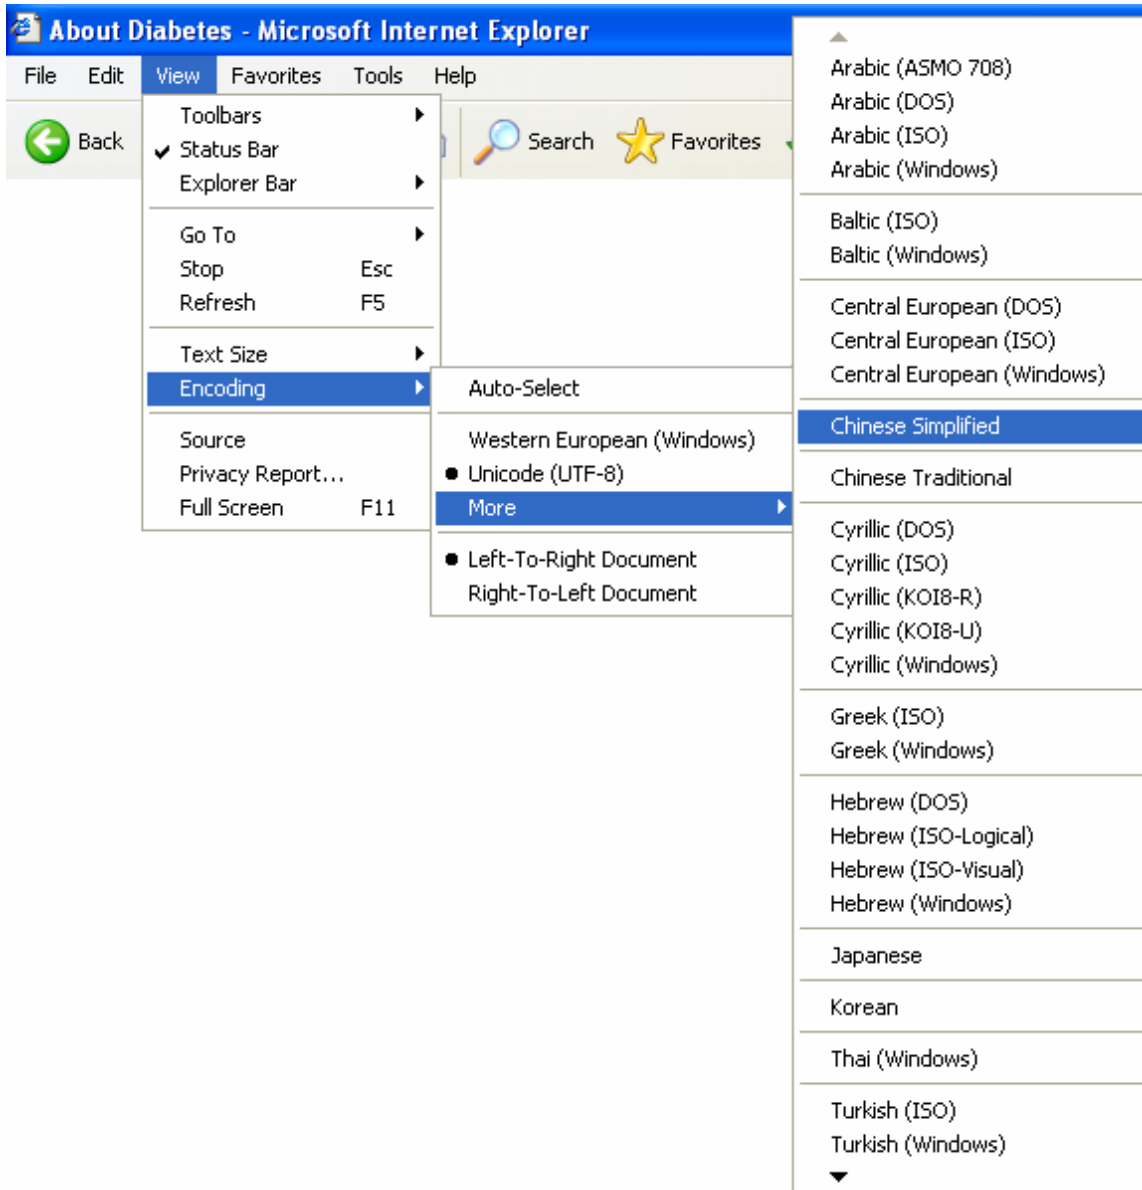 About Diabetes - Microsoft Internet Explorer
File Edit View Favorites Tools Help
Back Search Favorites
Toolbars
Status Bar
Explorer Bar
Go To
Stop Esc
Refresh F5
Text Size
Encoding
Source
Privacy Report...
Full Screen F11
Auto-Select
Western European (Windows)
Unicode (UTF-8)
More
Left-To-Right Document
Right-To-Left Document
Arabic (ASMO 708)
Arabic (DOS)
Arabic (ISO)
Arabic (Windows)
Baltic (ISO)
Baltic (Windows)
Central European (DOS)
Central European (ISO)
Central European (Windows)
Chinese Simplified
Chinese Traditional
Cyrillic (DOS)
Cyrillic (ISO)
Cyrillic (KOI8-R)
Cyrillic (KOI8-U)
Cyrillic (Windows)
Greek (ISO)
Greek (Windows)
Hebrew (DOS)
Hebrew (ISO-Logical)
Hebrew (ISO-Visual)
Hebrew (Windows)
Japanese
Korean
Thai (Windows)
Turkish (ISO)
Turkish (Windows)